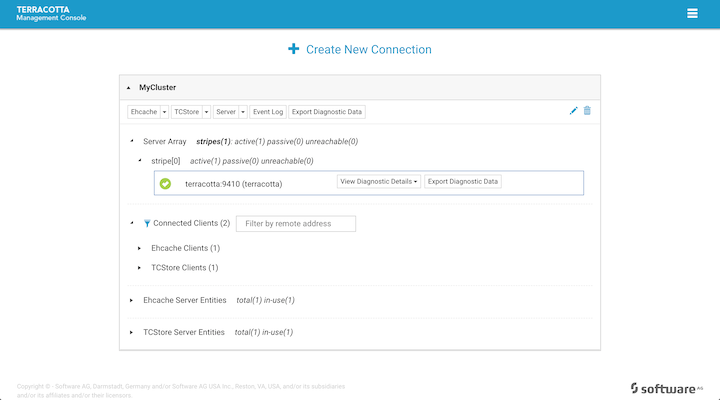 TERRACOTTA
Management Console
Create New Connection
MyCluster
Ehcache TCStore Server Event Log Export Diagnostic Data
Server Array stripes(1): active(1) passive(0) unreachable(0)
stripe[0] active(1) passive(0) unreachable(0)
terracotta:9410 (terracotta) View Diagnostic Details Export Diagnostic Data
Connected Clients (2) Filter by remote address
Ehcache Clients (1)
TCStore Clients (1)
Ehcache Server Entities total(1) in-use(1)
TCStore Server Entities total(1) in-use(1)
Copyright © - Software AG, Darmstadt, Germany and/or Software AG USA Inc., Reston, VA, USA, and/or its subsidiaries
and/or its affiliates and/or their licensors.
software AG